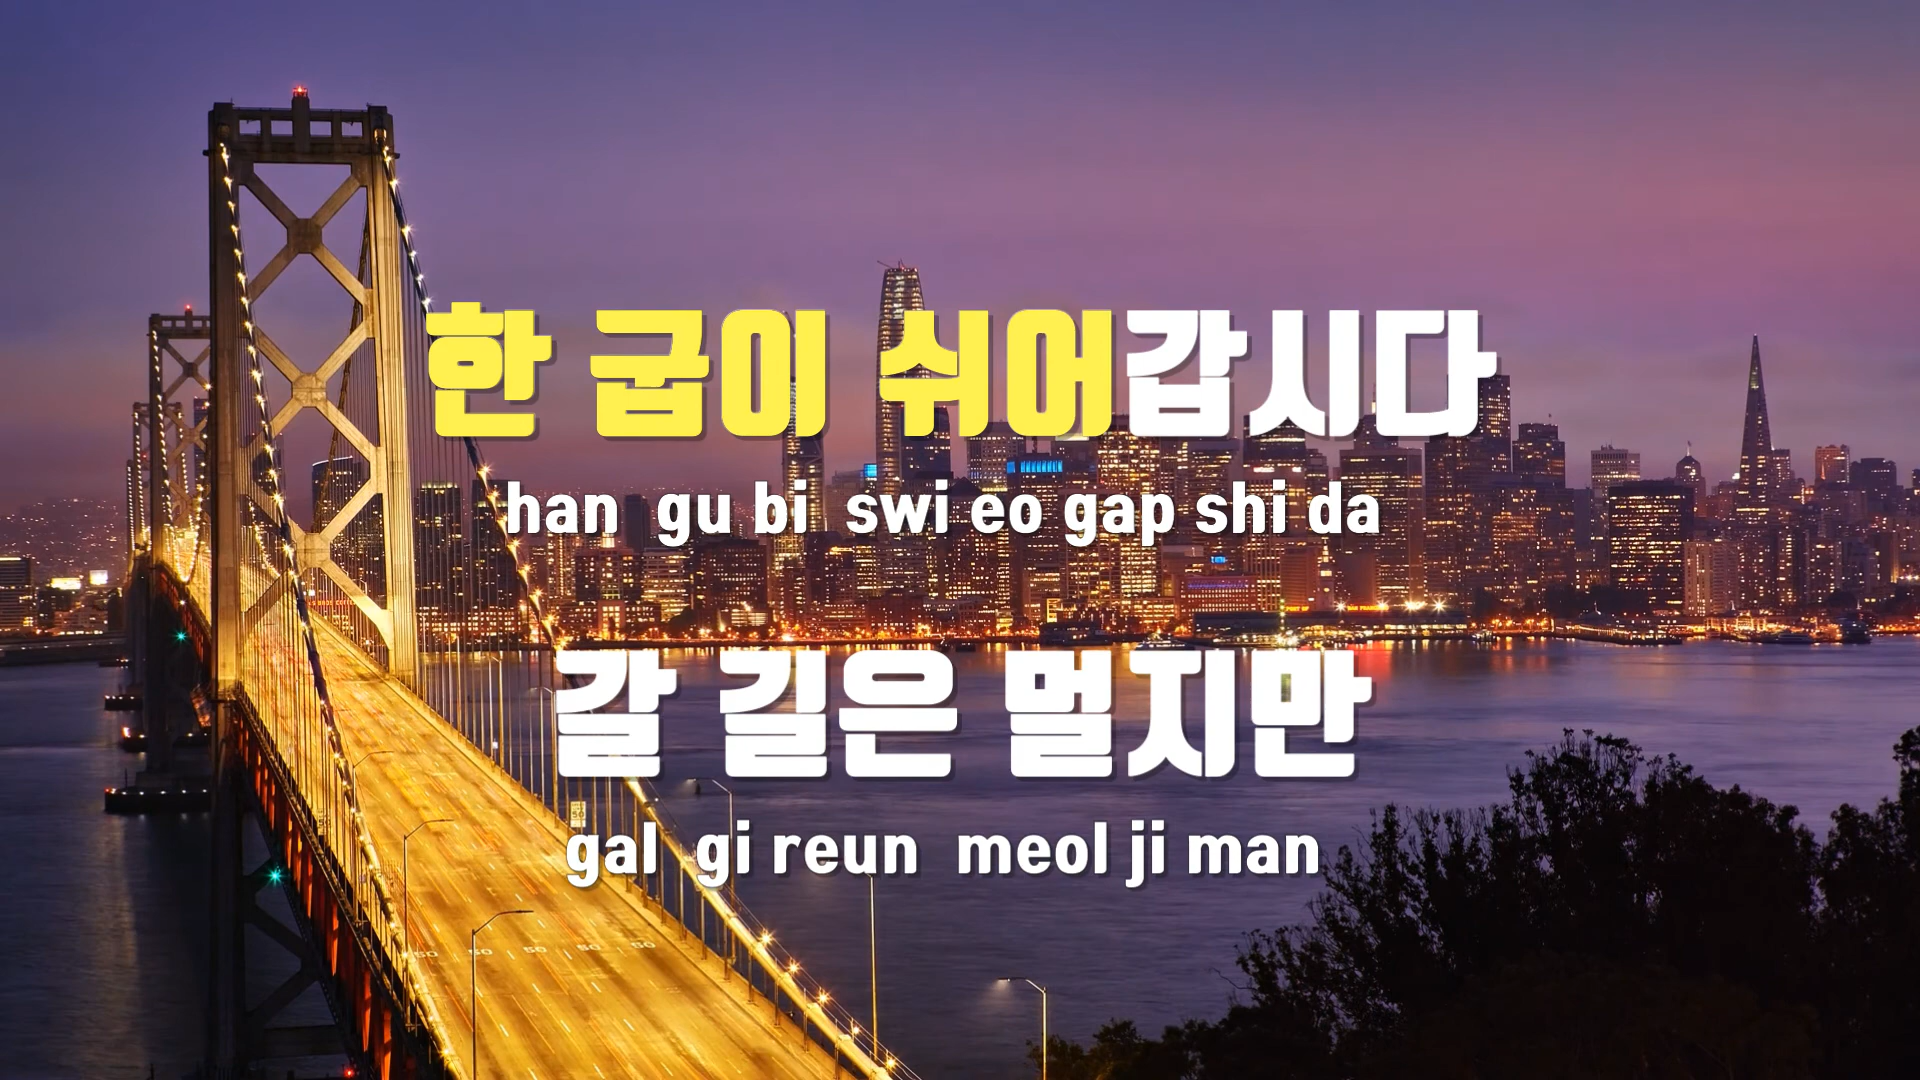 한 굽이 쉬어갑시다
han gu bi swi eo gap shi da
갈 길은 멀지만
gal gi reun meol ji man